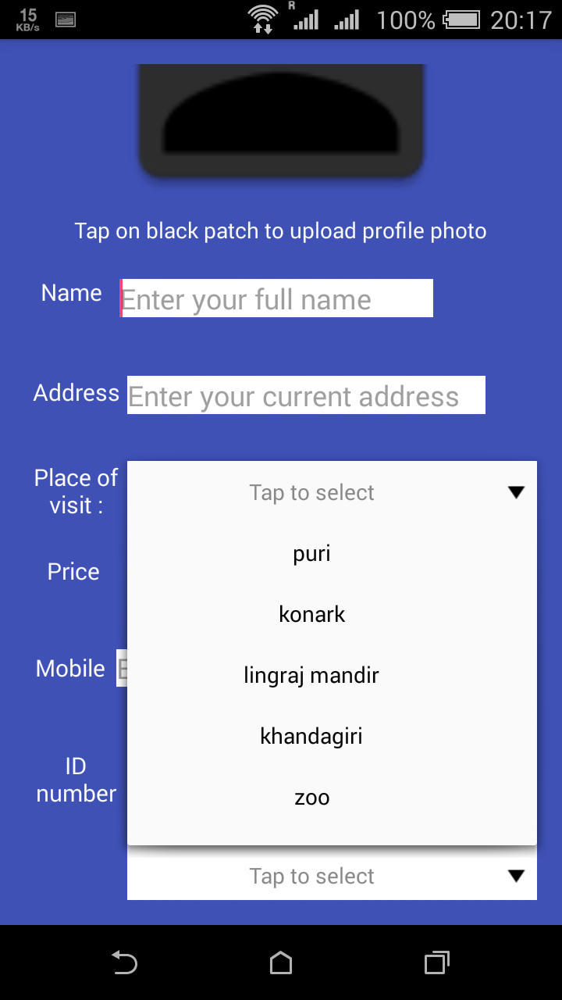 15
KB/s
R
100%
20:17
Tap on black patch to upload profile photo
Name
Enter your full name
Address
Enter your current address
Place of
visit :
Tap to select
puri
Price
konark
Mobile
lingraj mandir
khandagiri
ID
number
zoo
Tap to select